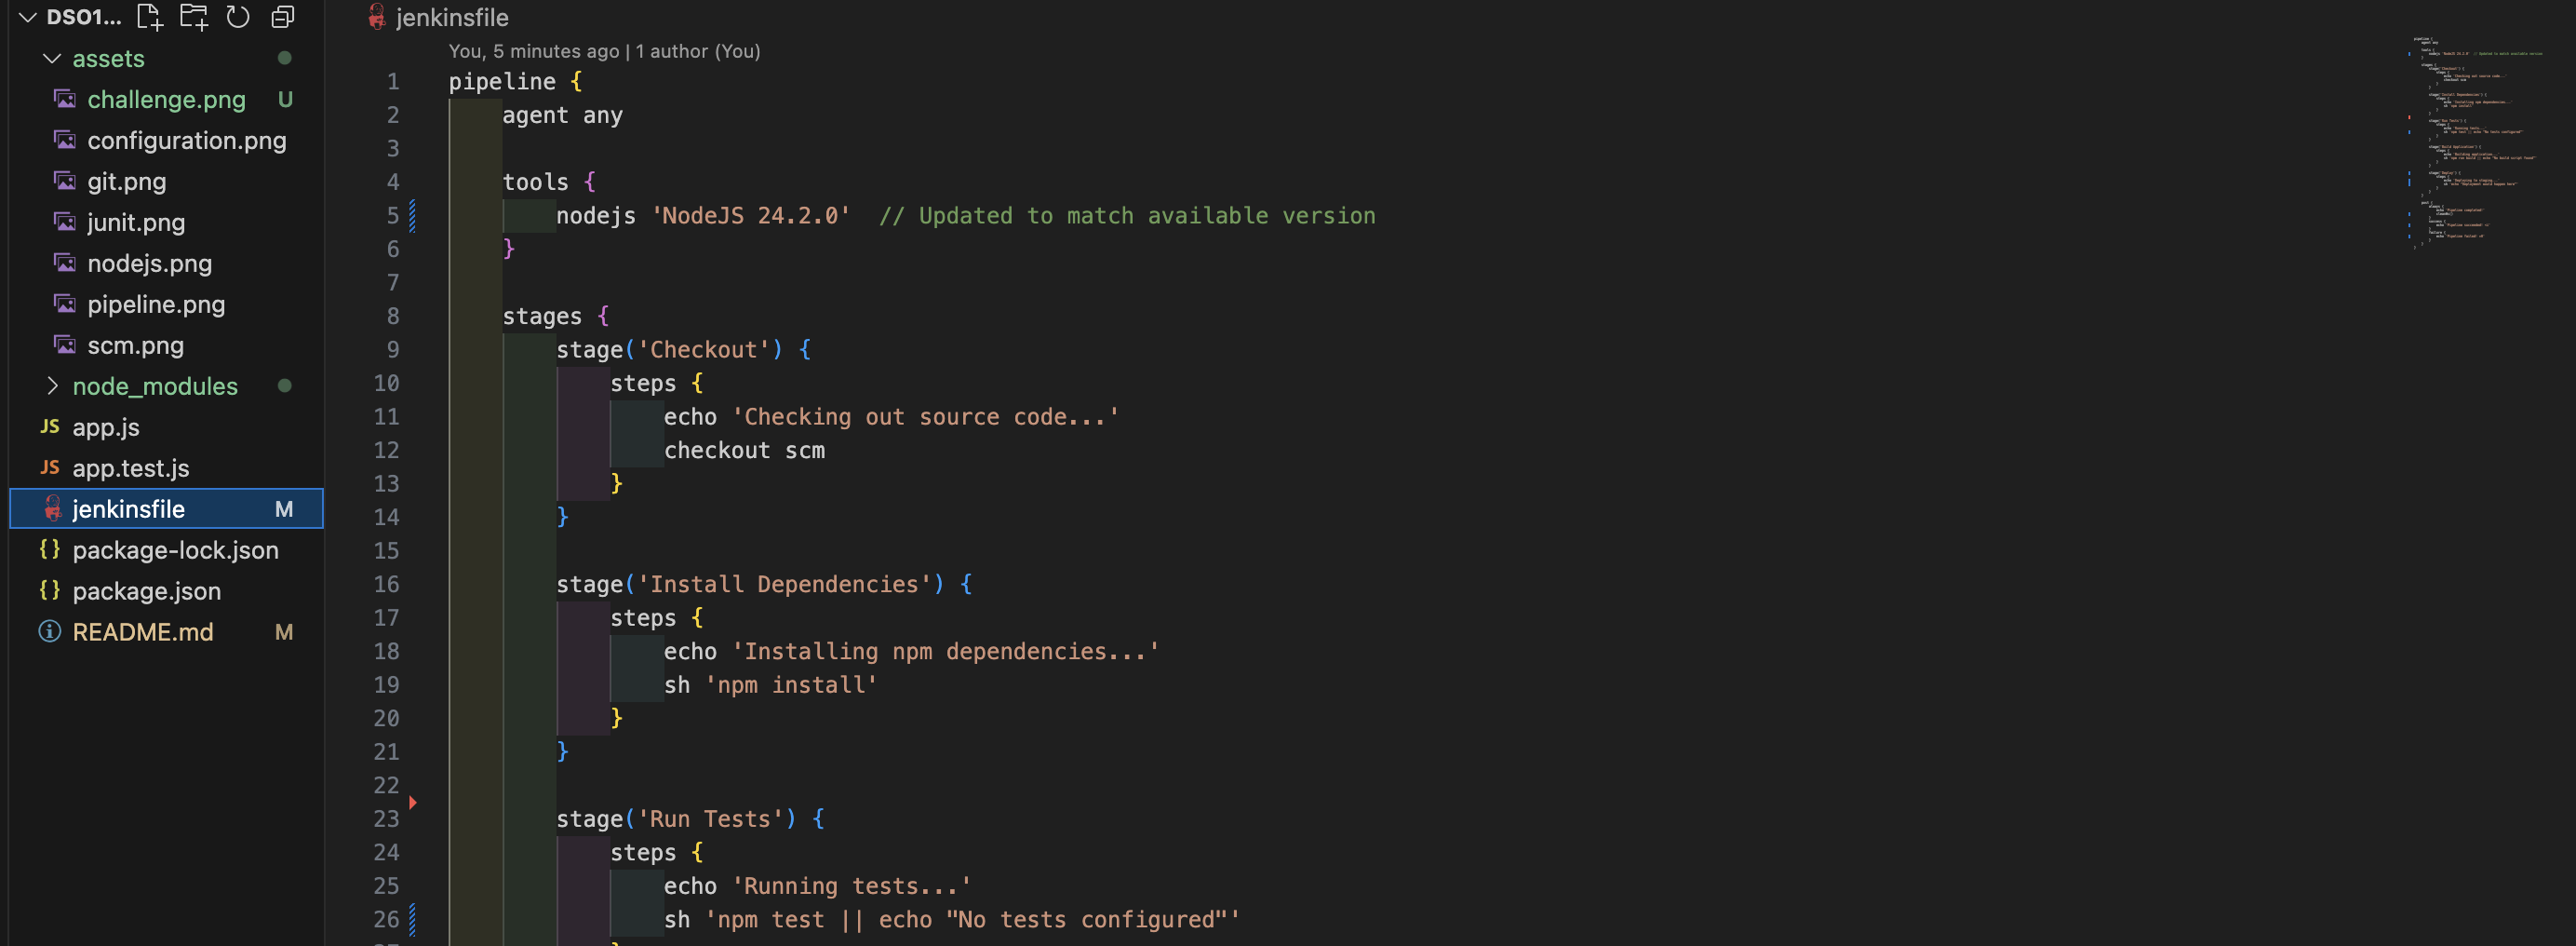 DSO1...
assets
challenge.png U
configuration.png
git.png
junit.png
nodejs.png
pipeline.png
scm.png
node_modules
JS app.js
JS app.test.js
jenkinsfile M
{} package-lock.json
{} package.json
README.md M
jenkinsfile
You, 5 minutes ago | 1 author (You)
1 pipeline {
2     agent any
3
4     tools {
5         nodejs 'NodeJS 24.2.0'  // Updated to match available version
6     }
7
8     stages {
9         stage('Checkout') {
10             steps {
11                 echo 'Checking out source code...'
12                 checkout scm
13             }
14         }
15
16         stage('Install Dependencies') {
17             steps {
18                 echo 'Installing npm dependencies...'
19                 sh 'npm install'
20             }
21         }
22
23         stage('Run Tests') {
24             steps {
25                 echo 'Running tests...'
26                 sh 'npm test || echo "No tests configured"'